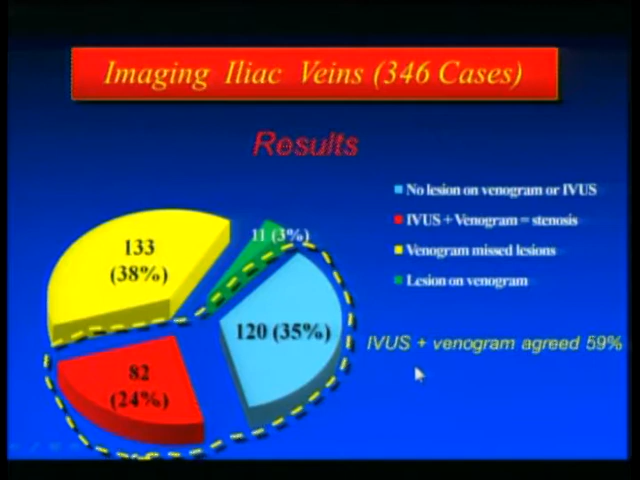 Imaging Iliac Veins (346 Cases)
Results
No lesion on venogram or IVUS
IVUS + Venogram = stenosis
Venogram missed lesions
Lesion on venogram
133
(38%)
11 (3%)
120 (35%)
82
(24%)
IVUS + venogram agreed 59%